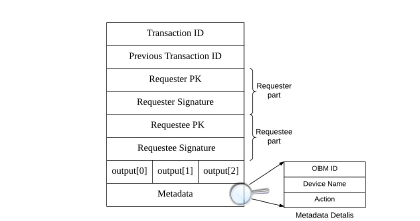 Transaction ID
Previous Transaction ID
Requester PK
Requester Signature
Requester
part
Requestee PK
Requestee Signature
Requestee
part
output[0] output[1] output[2]
Metadata
OIBM ID
Device Name
Action
Metadata Detalis